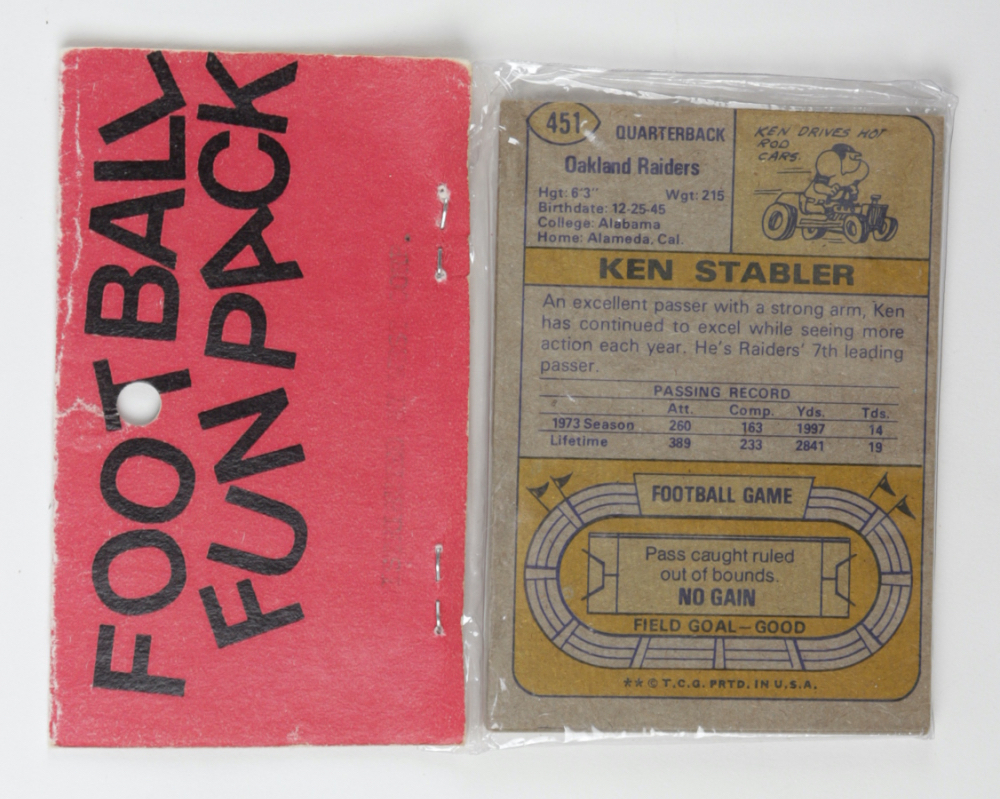 FOOTBALL
FUN PACK
451
QUARTERBACK
Oakland Raiders
Hgt: 6'3" Wgt: 215
Birthdate: 12-25-45
College: Alabama
Home: Alameda, Cal.
KEN DRIVES HOT
ROD
CARS.
KEN STABLER
An excellent passer with a strong arm, Ken
has continued to excel while seeing more
action each year. He's Raiders' 7th leading
passer.
PASSING RECORD
Att. Comp. Yds. Tds.
1973 Season 260 163 1997 14
Lifetime 389 233 2841 19
FOOTBALL GAME
Pass caught ruled
out of bounds.
NO GAIN
FIELD GOAL—GOOD
** © T.C.G. PRTD. IN U.S.A.